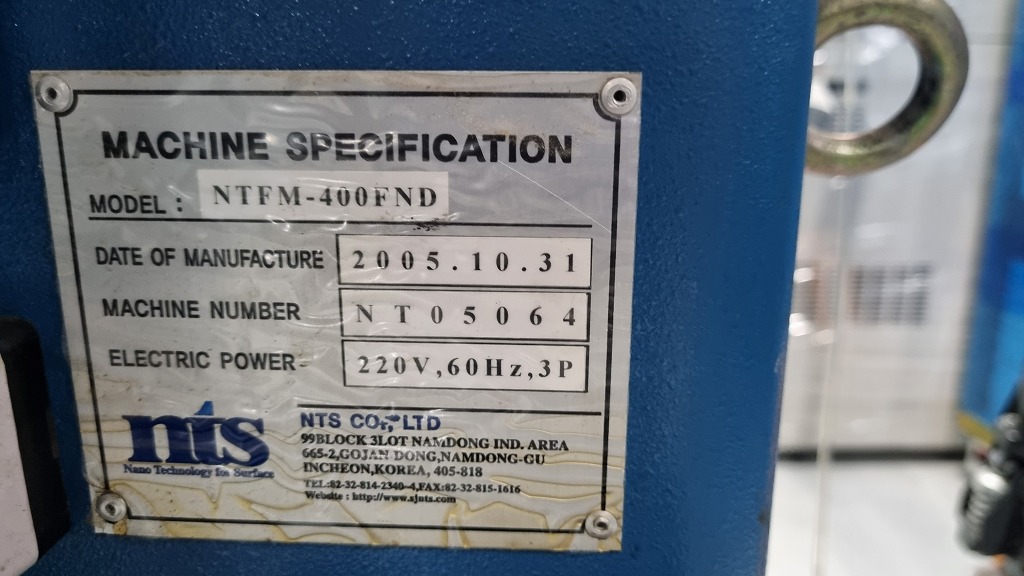 MACHINE SPECIFICATION
MODEL : NTFM-400FND
DATE OF MANUFACTURE 2005.10.31
MACHINE NUMBER NT05064
ELECTRIC POWER 220V,60Hz,3P
nts
Nano Technology for Surface
NTS CO., LTD
99BLOCK 3LOT NAMDONG IND. AREA
665-2,GOJAN DONG,NAMDONG-GU
INCHEON,KOREA, 405-818
TEL:82-32-814-2340~4,FAX:82-32-815-1616
Website : http://www.sjnts.com